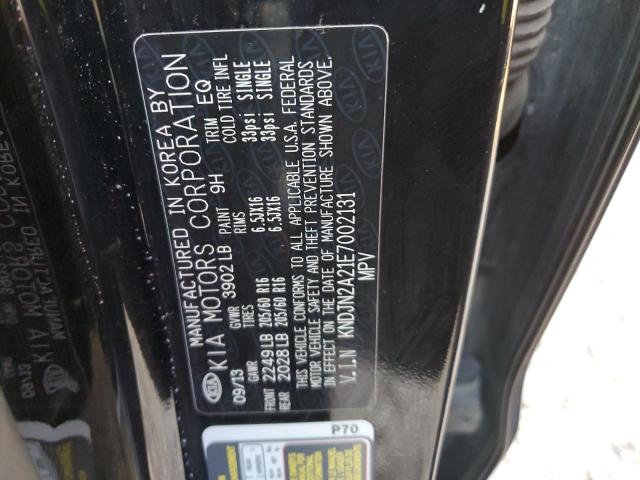 MANUFACTURED IN KOREA BY
KIA MOTORS CORPORATION
09/13 GVWR 3902 LB PAINT 9H TRIM EQ
GAWR TIRES RIMS COLD TIRE INFL
FRONT 2249LB 205/60 R16 6.5JX16 33psi SINGLE
REAR 2028LB 205/60 R16 6.5JX16 33psi SINGLE
THIS VEHICLE CONFORMS TO ALL APPLICABLE U.S.A. FEDERAL
MOTOR VEHICLE SAFETY AND THEFT PREVENTION STANDARDS
IN EFFECT ON THE DATE OF MANUFACTURE SHOWN ABOVE.
V.I.N KNDJN2A21E7002131
MPV
P70